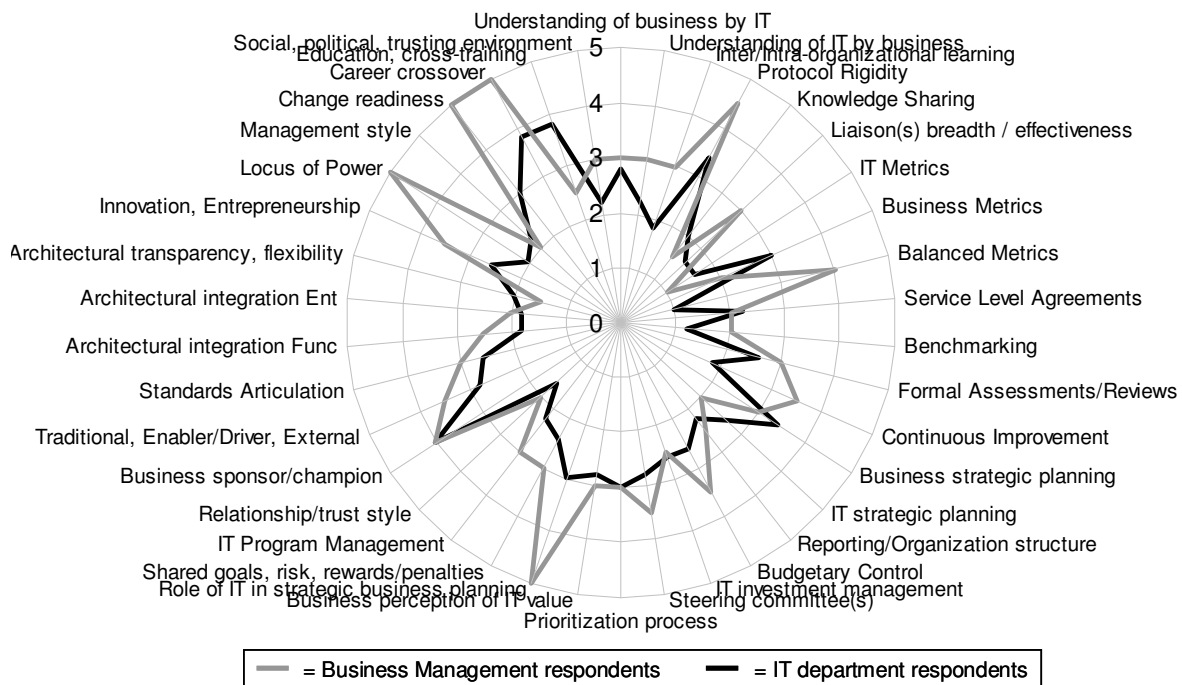 Understanding of business by IT
Understanding of IT by business
Inter/Intra-organizational learning
Protocol Rigidity
Knowledge Sharing
Liaison(s) breadth / effectiveness
IT Metrics
Business Metrics
Balanced Metrics
Service Level Agreements
Benchmarking
Formal Assessments/Reviews
Continuous Improvement
Business strategic planning
IT strategic planning
Reporting/Organization structure
Budgetary Control
IT investment management
Steering committee(s)
Prioritization process
Business perception of IT value
Role of IT in strategic business planning
Shared goals, risk, rewards/penalties
IT Program Management
Relationship/trust style
Business sponsor/champion
Traditional, Enabler/Driver, External
Standards Articulation
Architectural integration Func
Architectural integration Ent
Architectural transparency, flexibility
Innovation, Entrepreneurship
Locus of Power
Management style
Change readiness
Career crossover
Education, cross-training
Social, political, trusting environment
5
4
3
2
1
0
= Business Management respondents
= IT department respondents